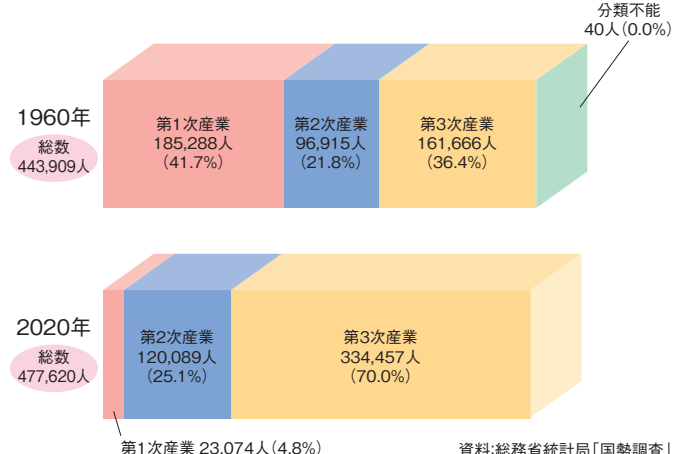 分類不能
40人(0.0%)
1960年
総数
443,909人
第1次産業
185,288人
(41.7%)
第2次産業
96,915人
(21.8%)
第3次産業
161,666人
(36.4%)
2020年
総数
477,620人
第2次産業
120,089人
(25.1%)
第3次産業
334,457人
(70.0%)
第1次産業 23,074人(4.8%)
資料:総務省統計局「国勢調査」